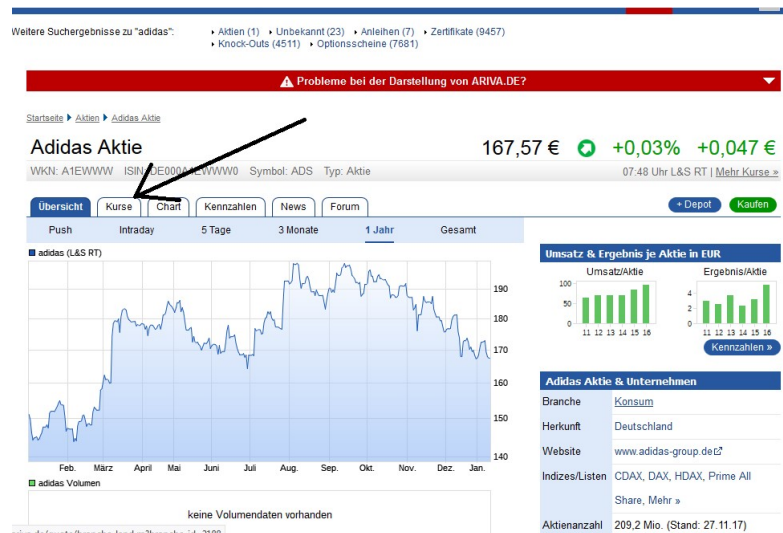 Weitere Suchergebnisse zu "adidas": Aktien (1) Unbekannt (23) Anleihen (7) Zertifikate (9457)
Knock-Outs (4511) Optionsscheine (7681)
Probleme bei der Darstellung von ARIVA.DE?
Startseite Aktien Adidas Aktie
Adidas Aktie 167,57 € +0,03% +0,047 €
WKN: A1EWWW ISIN: DE000A1EWWW0 Symbol: ADS Typ: Aktie 07:48 Uhr L&S RT | Mehr Kurse »
Übersicht Kurse Chart Kennzahlen News Forum + Depot Kaufen
Push Intraday 5 Tage 3 Monate 1 Jahr Gesamt
adidas (L&S RT)
190
180
170
160
150
140
Feb. März April Mai Juni Juli Aug. Sep. Okt. Nov. Dez. Jan.
adidas Volumen
keine Volumendaten vorhanden
Umsatz & Ergebnis je Aktie in EUR
Umsatz/Aktie Ergebnis/Aktie
100
50
0
4
2
0
11 12 13 14 15 16 11 12 13 14 15 16
Kennzahlen »
Adidas Aktie & Unternehmen
Branche Konsum
Herkunft Deutschland
Website www.adidas-group.de
Indizes/Listen CDAX, DAX, HDAX, Prime All
Share, Mehr »
Aktienanzahl 209,2 Mio. (Stand: 27.11.17)